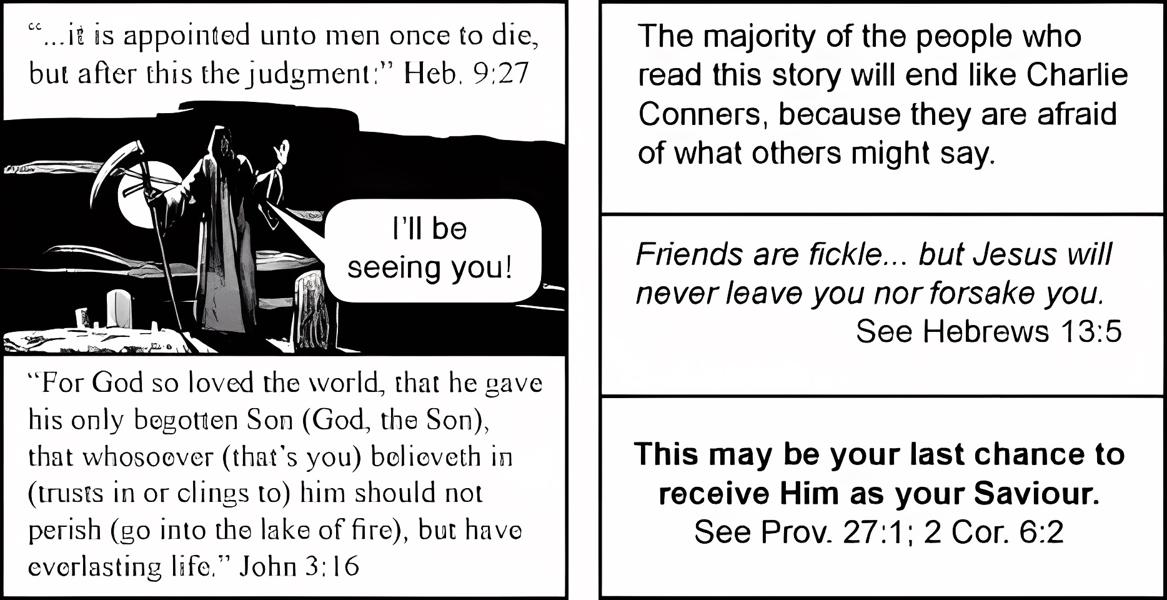 “...it is appointed unto men once to die,
but after this the judgment:” Heb. 9:27
I’ll be
seeing you!
“For God so loved the world, that he gave
his only begotten Son (God, the Son),
that whosoever (that’s you) believeth in
(trusts in or clings to) him should not
perish (go into the lake of fire), but have
everlasting life.” John 3:16
The majority of the people who
read this story will end like Charlie
Conners, because they are afraid
of what others might say.
Friends are fickle... but Jesus will
never leave you nor forsake you.
See Hebrews 13:5
This may be your last chance to
receive Him as your Saviour.
See Prov. 27:1; 2 Cor. 6:2